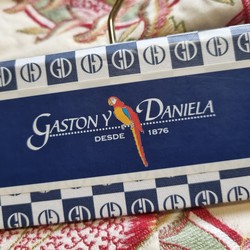 GASTON Y DANIELA
DESDE 1876